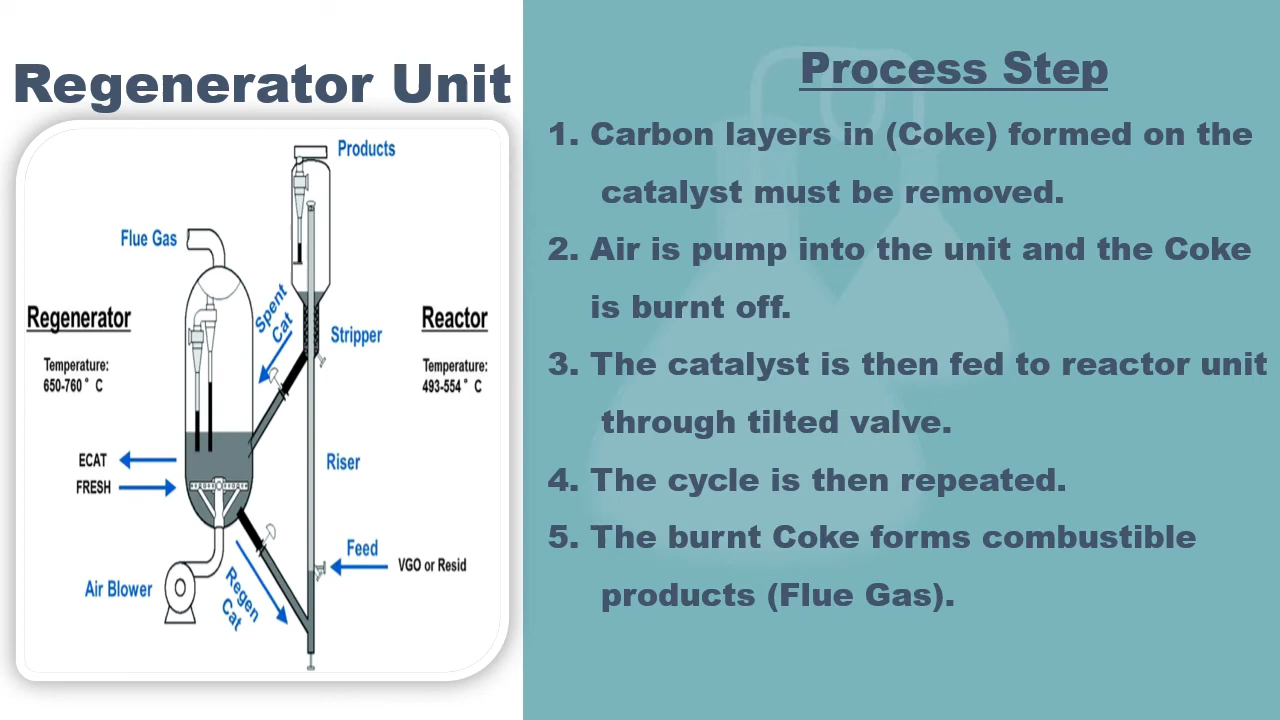 Regenerator Unit
Products
Flue Gas
Regenerator
Temperature:
650-760 ° C
Spent
Cat
Stripper
Reactor
Temperature:
493-554 ° C
ECAT
FRESH
Riser
Air Blower
Regen
Cat
Feed
VGO or Resid
Process Step
1. Carbon layers in (Coke) formed on the
catalyst must be removed.
2. Air is pump into the unit and the Coke
is burnt off.
3. The catalyst is then fed to reactor unit
through tilted valve.
4. The cycle is then repeated.
5. The burnt Coke forms combustible
products (Flue Gas).